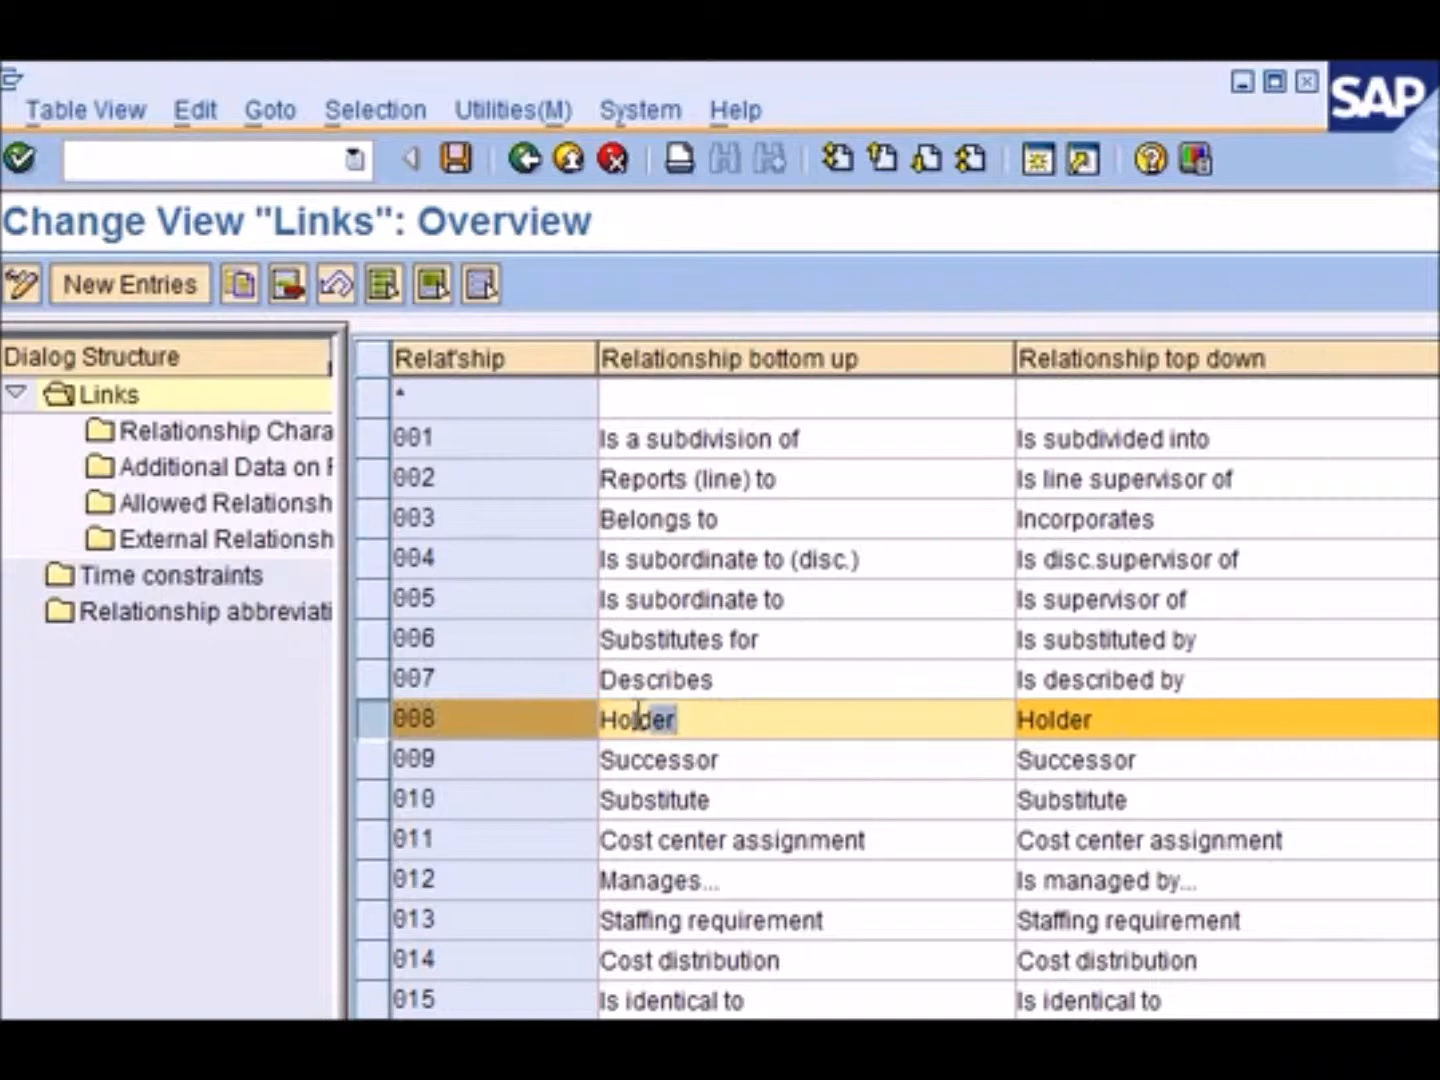 SAP
Table View Edit Goto Selection Utilities(M) System Help
Change View "Links": Overview
New Entries
Dialog Structure
Links
Relationship Chara
Additional Data on
Allowed Relationsh
External Relationsh
Time constraints
Relationship abbreviati
Relat'ship Relationship bottom up Relationship top down
*
001 Is a subdivision of Is subdivided into
002 Reports (line) to Is line supervisor of
003 Belongs to Incorporates
004 Is subordinate to (disc.) Is disc.supervisor of
005 Is subordinate to Is supervisor of
006 Substitutes for Is substituted by
007 Describes Is described by
008 Holder Holder
009 Successor Successor
010 Substitute Substitute
011 Cost center assignment Cost center assignment
012 Manages... Is managed by...
013 Staffing requirement Staffing requirement
014 Cost distribution Cost distribution
015 Is identical to Is identical to